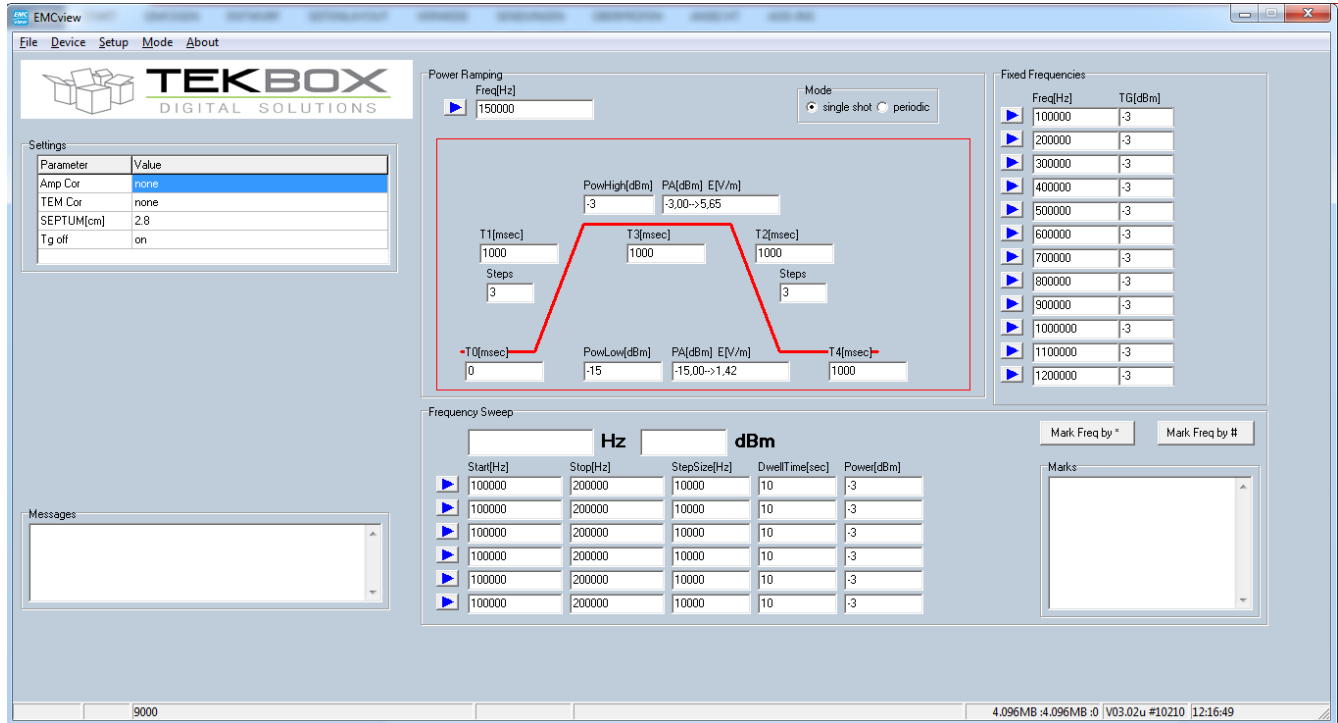 EMCview
File Device Setup Mode About
TEKBOX
DIGITAL SOLUTIONS
Settings
Parameter Value
Amp Cor none
TEM Cor none
SEPTUM[cm] 2.8
Tg off on
Messages
Power Ramping
Freq[Hz]
150000
Mode
single shot periodic
PowHigh[dBm] PA[dBm] E[V/m]
-3 -3,00-->5,65
T1[msec] T3[msec] T2[msec]
1000 1000 1000
Steps Steps
3 3
T0[msec] PowLow[dBm] PA[dBm] E[V/m] T4[msec]
0 -15 -15,00-->1,42 1000
Fixed Frequencies
Freq[Hz] TG[dBm]
100000 -3
200000 -3
300000 -3
400000 -3
500000 -3
600000 -3
700000 -3
800000 -3
900000 -3
1000000 -3
1100000 -3
1200000 -3
Frequency Sweep
Hz dBm
Start[Hz] Stop[Hz] StepSize[Hz] DwellTime[sec] Power[dBm]
100000 200000 10000 10 -3
100000 200000 10000 10 -3
100000 200000 10000 10 -3
100000 200000 10000 10 -3
100000 200000 10000 10 -3
100000 200000 10000 10 -3
Mark Freq by * Mark Freq by #
Marks
9000 4.096MB :4.096MB :0 V03.02u #10210 12:16:49